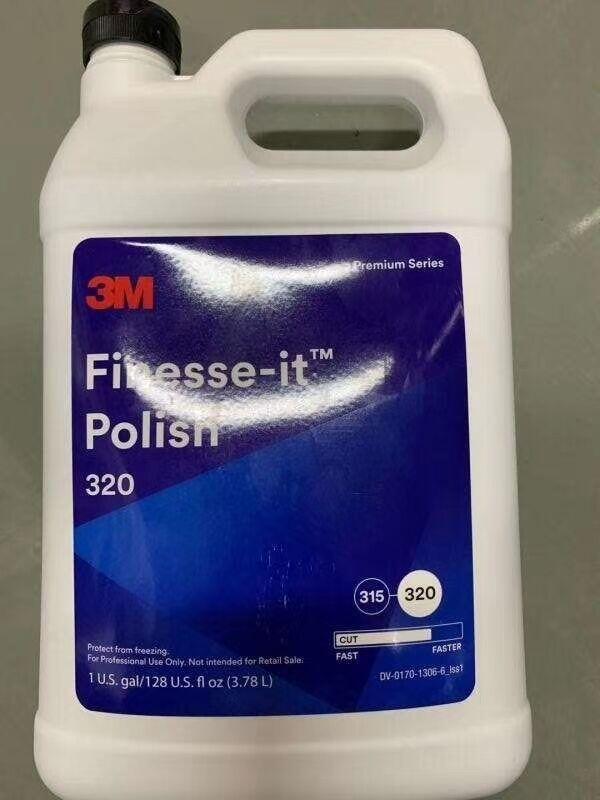 Premium Series
3M
Finesse-it™
Polish
320
315 320
CUT
FAST FASTER
Protect from freezing.
For Professional Use Only. Not intended for Retail Sale.
1 U.S. gal/128 U.S. fl oz (3.78 L)
DV-0170-1306-6_Iss1